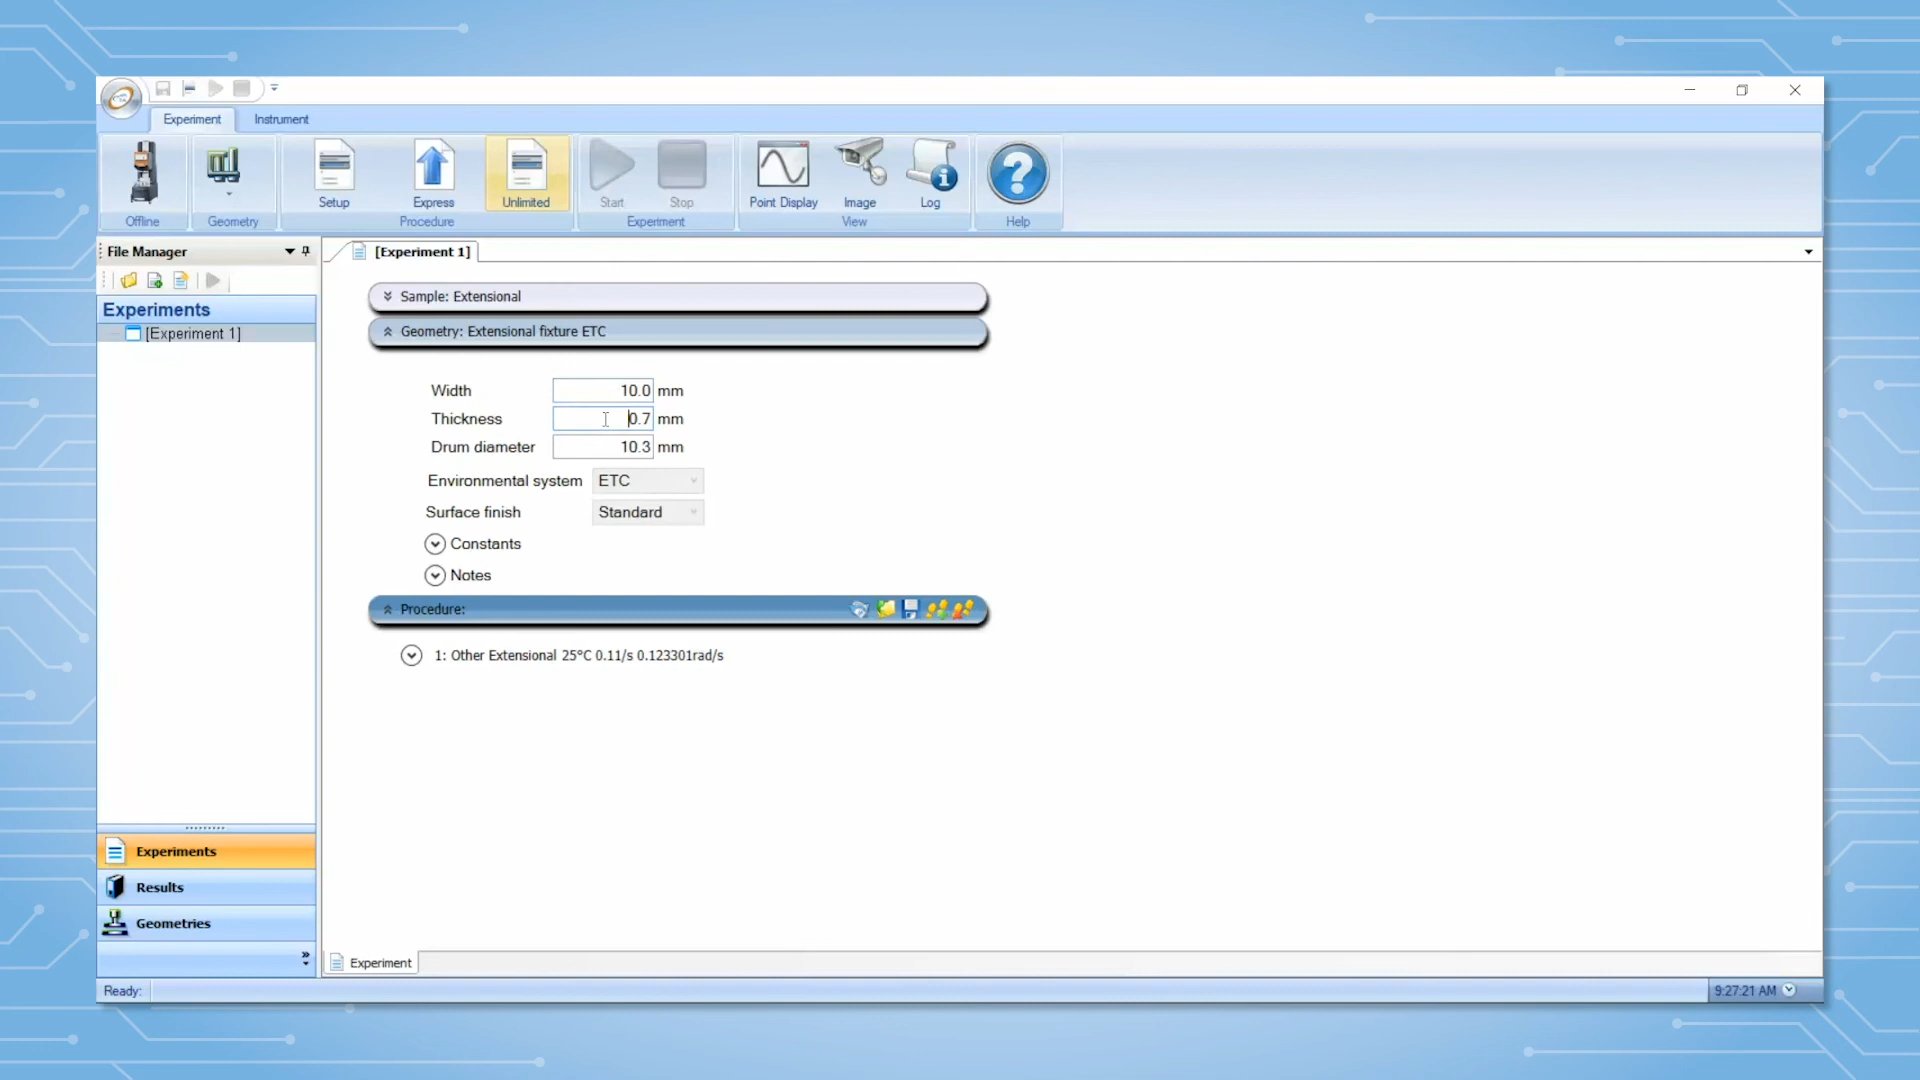 Experiment
Instrument
Setup
Express
Unlimited
Start
Stop
Point Display
Image
Log
Offline
Geometry
Procedure
Experiment
View
Help
File Manager
[Experiment 1]
Experiments
[Experiment 1]
Sample: Extensional
Geometry: Extensional fixture ETC
Width 10.0 mm
Thickness 0.7 mm
Drum diameter 10.3 mm
Environmental system ETC
Surface finish Standard
Constants
Notes
Procedure:
1: Other Extensional 25°C 0.11/s 0.123301rad/s
Experiments
Results
Geometries
Experiment
Ready:
9:27:21 AM